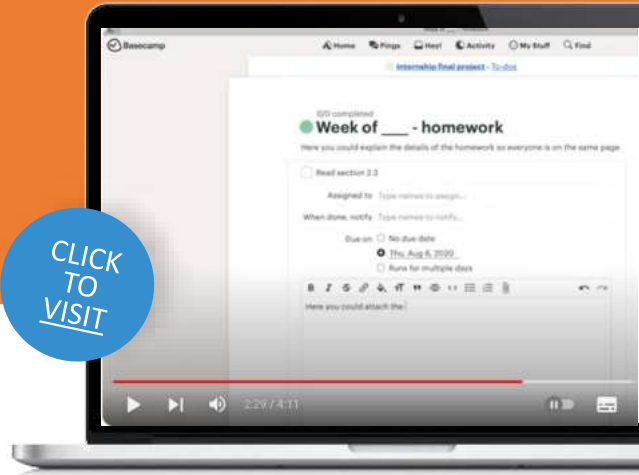 Basecamp
Home Pings Hey! Activity My Stuff Find
Internship final project - To-dos
0/0 completed
Week of ___ - homework
Here you could explain the details of the homework so everyone is on the same page
Read section 2.3
Assigned to Type names to assign...
When done, notify Type names to notify...
Due on No due date
Thu, Aug 6, 2020
Runs for multiple days
B I S
Here you could attach the
CLICK
TO
VISIT
2:29 / 4:11